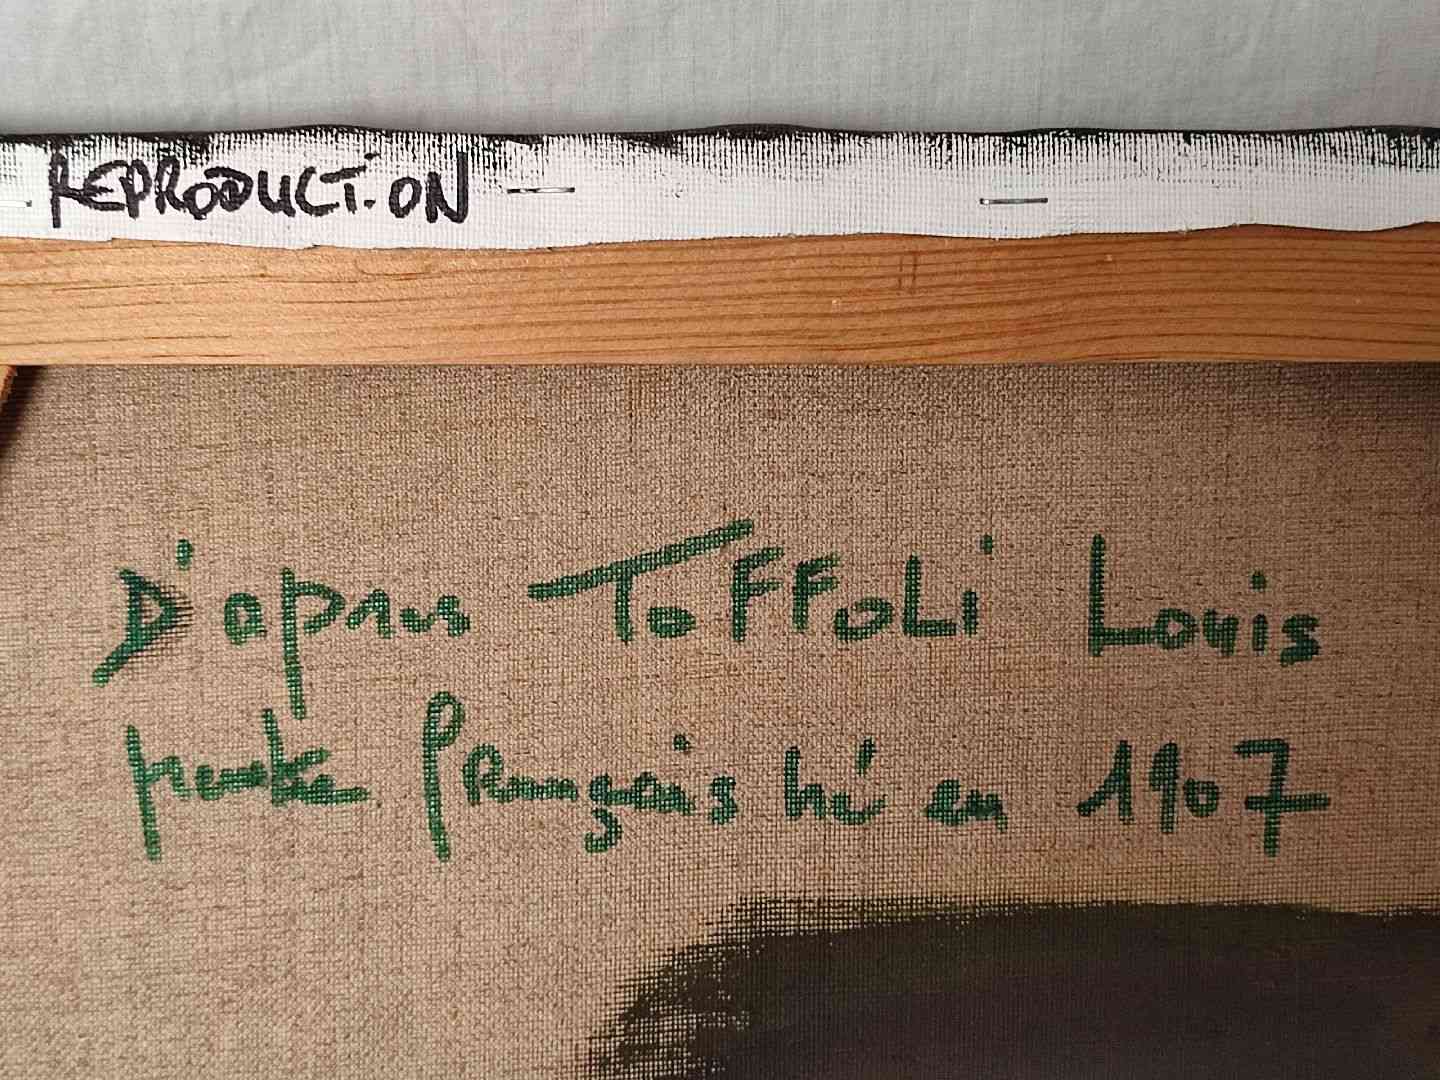 REPRODUCTION
D'après TOFFOLi Louis
peintre français né en 1907